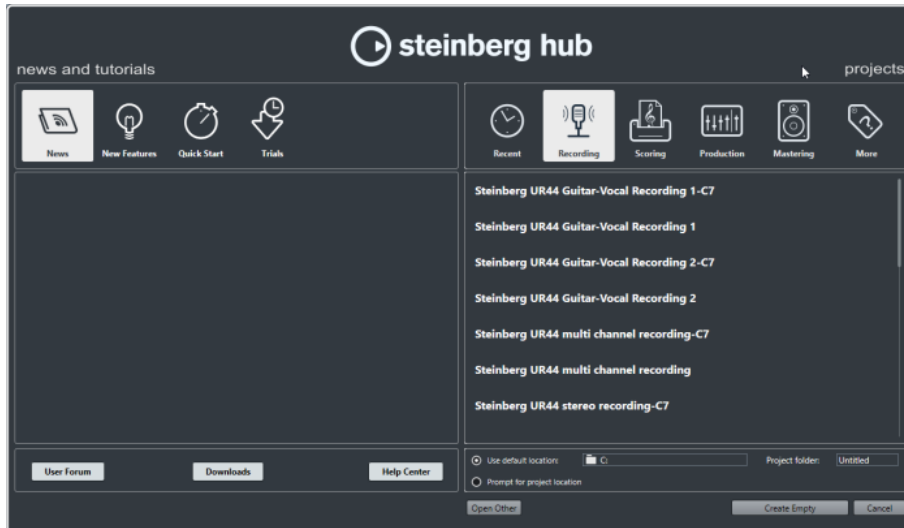 steinberg hub
news and tutorials
projects
News
New Features
Quick Start
Trials
Recent
Recording
Scoring
Production
Mastering
More
Steinberg UR44 Guitar-Vocal Recording 1-C7
Steinberg UR44 Guitar-Vocal Recording 1
Steinberg UR44 Guitar-Vocal Recording 2-C7
Steinberg UR44 Guitar-Vocal Recording 2
Steinberg UR44 multi channel recording-C7
Steinberg UR44 multi channel recording
Steinberg UR44 stereo recording-C7
User Forum
Downloads
Help Center
Use default location:
C:
Project folder:
Untitled
Prompt for project location
Open Other
Create Empty
Cancel